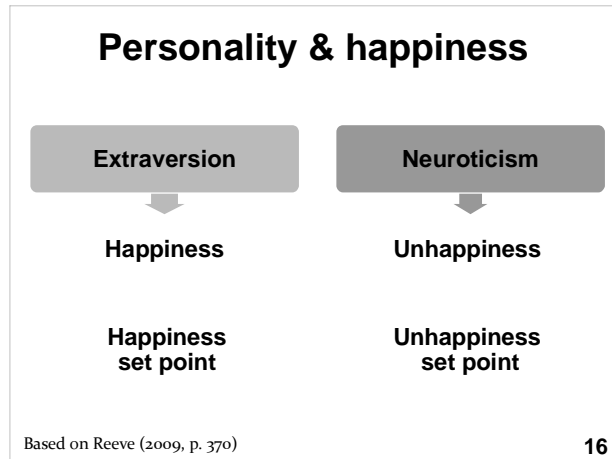 Personality & happiness
Extraversion
Neuroticism
Happiness
Unhappiness
Happiness
set point
Unhappiness
set point
Based on Reeve (2009, p. 370)
16